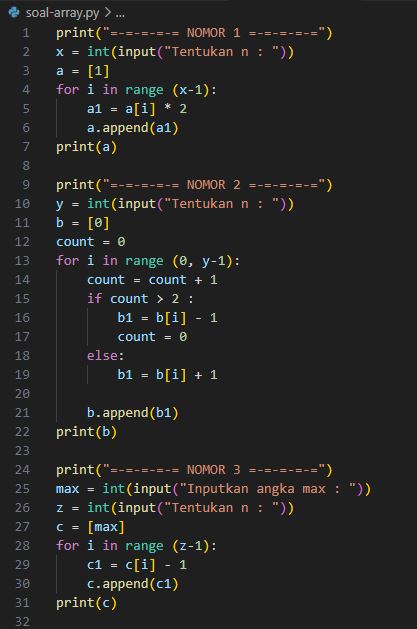 soal-array.py > ...
1 print("=-=-=-=-= NOMOR 1 =-=-=-=-=")
2 x = int(input("Tentukan n : "))
3 a = [1]
4 for i in range (x-1):
5     a1 = a[i] * 2
6     a.append(a1)
7 print(a)
8
9 print("=-=-=-=-= NOMOR 2 =-=-=-=-=")
10 y = int(input("Tentukan n : "))
11 b = [0]
12 count = 0
13 for i in range (0, y-1):
14     count = count + 1
15     if count > 2 :
16         b1 = b[i] - 1
17         count = 0
18     else:
19         b1 = b[i] + 1
20
21     b.append(b1)
22 print(b)
23
24 print("=-=-=-=-= NOMOR 3 =-=-=-=-=")
25 max = int(input("Inputkan angka max : "))
26 z = int(input("Tentukan n : "))
27 c = [max]
28 for i in range (z-1):
29     c1 = c[i] - 1
30     c.append(c1)
31 print(c)
32